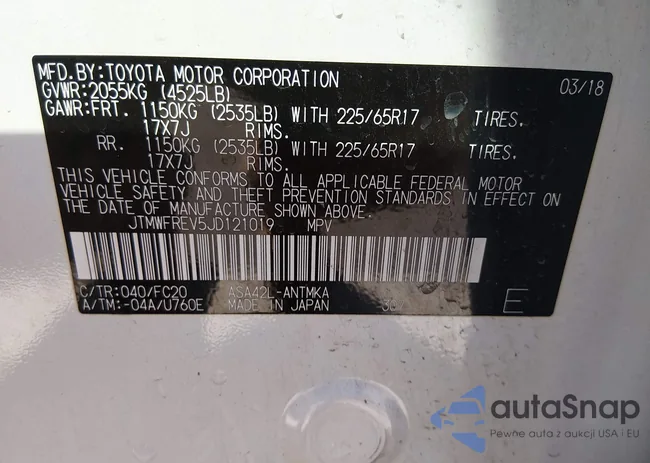 MFD.BY:TOYOTA MOTOR CORPORATION 03/18
GVWR:2055KG (4525LB)
GAWR:FRT. 1150KG (2535LB) WITH 225/65R17 TIRES.
17X7J RIMS.
RR. 1150KG (2535LB) WITH 225/65R17 TIRES.
17X7J RIMS.
THIS VEHICLE CONFORMS TO ALL APPLICABLE FEDERAL MOTOR
VEHICLE SAFETY AND THEFT PREVENTION STANDARDS IN EFFECT ON
THE DATE OF MANUFACTURE SHOWN ABOVE.
JTMWFREV5JD121019 MPV
C/TR:040/FC20 ASA42L-ANTMKA
A/TM:-04A/U760E MADE IN JAPAN E
autaSnap
Pewne auta z aukcji USA i EU